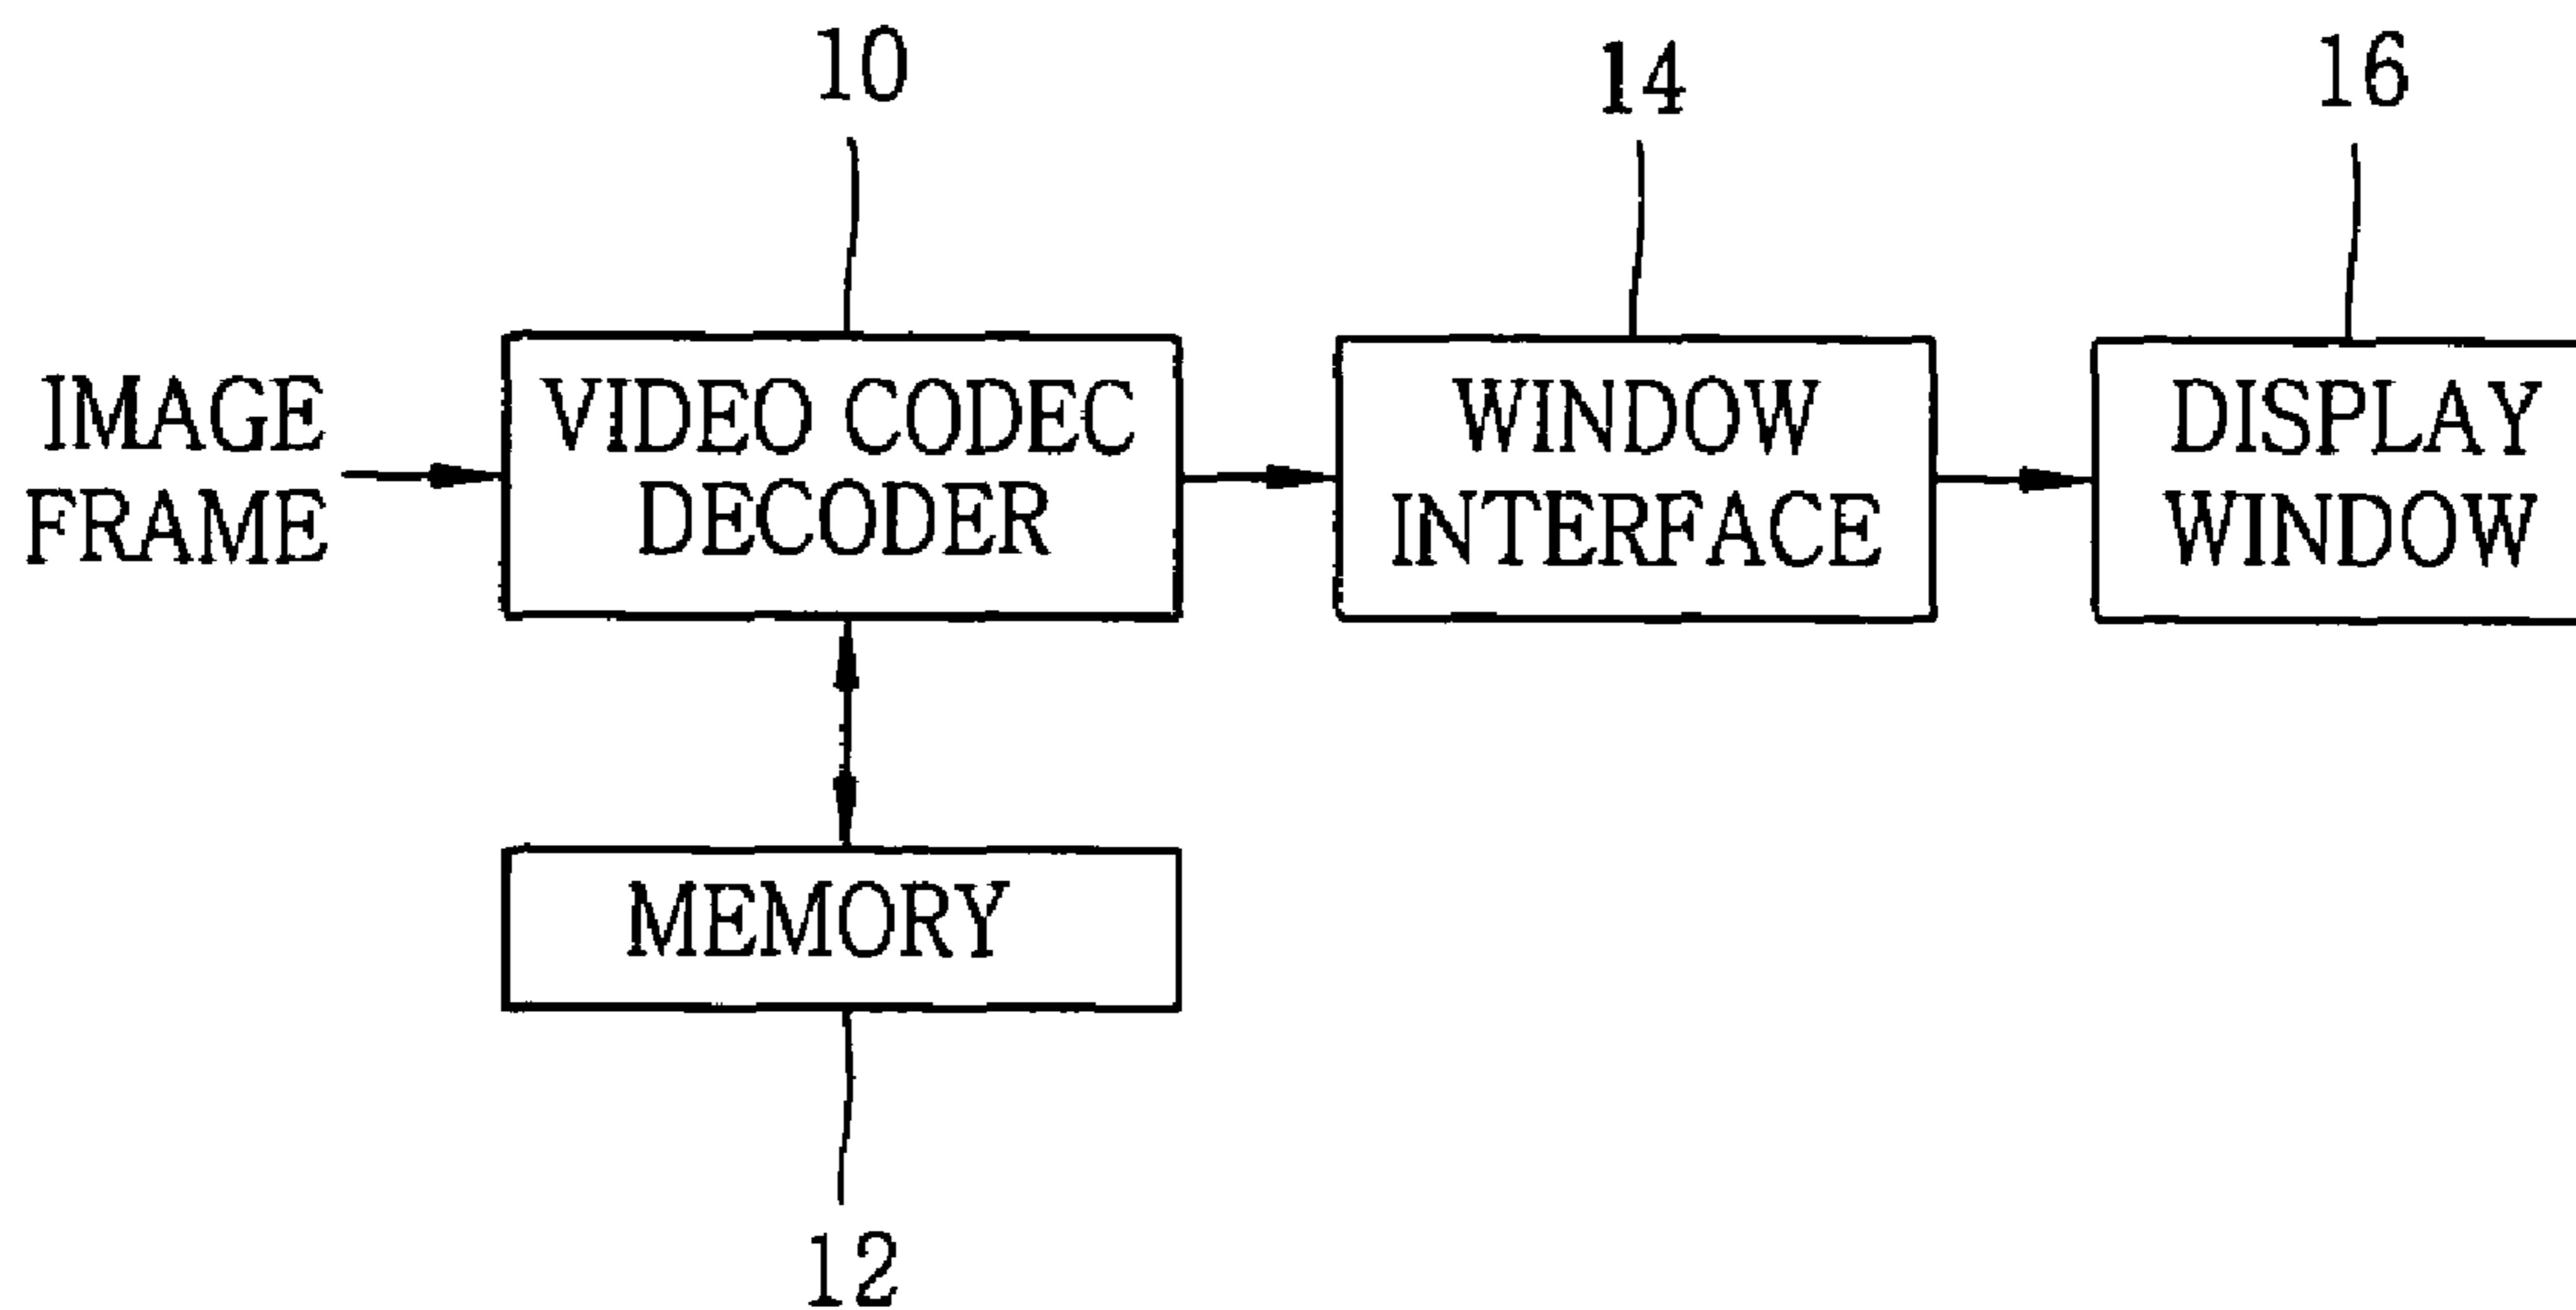 10
14
16
IMAGE
FRAME
VIDEO CODEC
DECODER
WINDOW
INTERFACE
DISPLAY
WINDOW
MEMORY
12